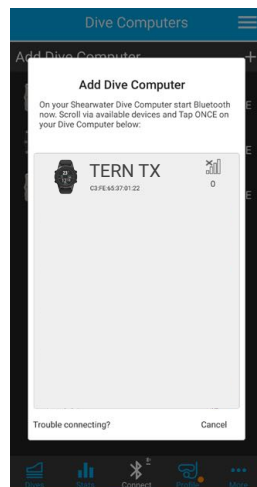 Dive Computers
Add Dive Computer +
Add Dive Computer
On your Shearwater Dive Computer start Bluetooth
now. Scroll via available devices and Tap ONCE on
your Dive Computer below:
TERN TX
C3:FE:65:37:01:22
0
Trouble connecting?
Cancel
Dives
Stats
Connect
Profile
More